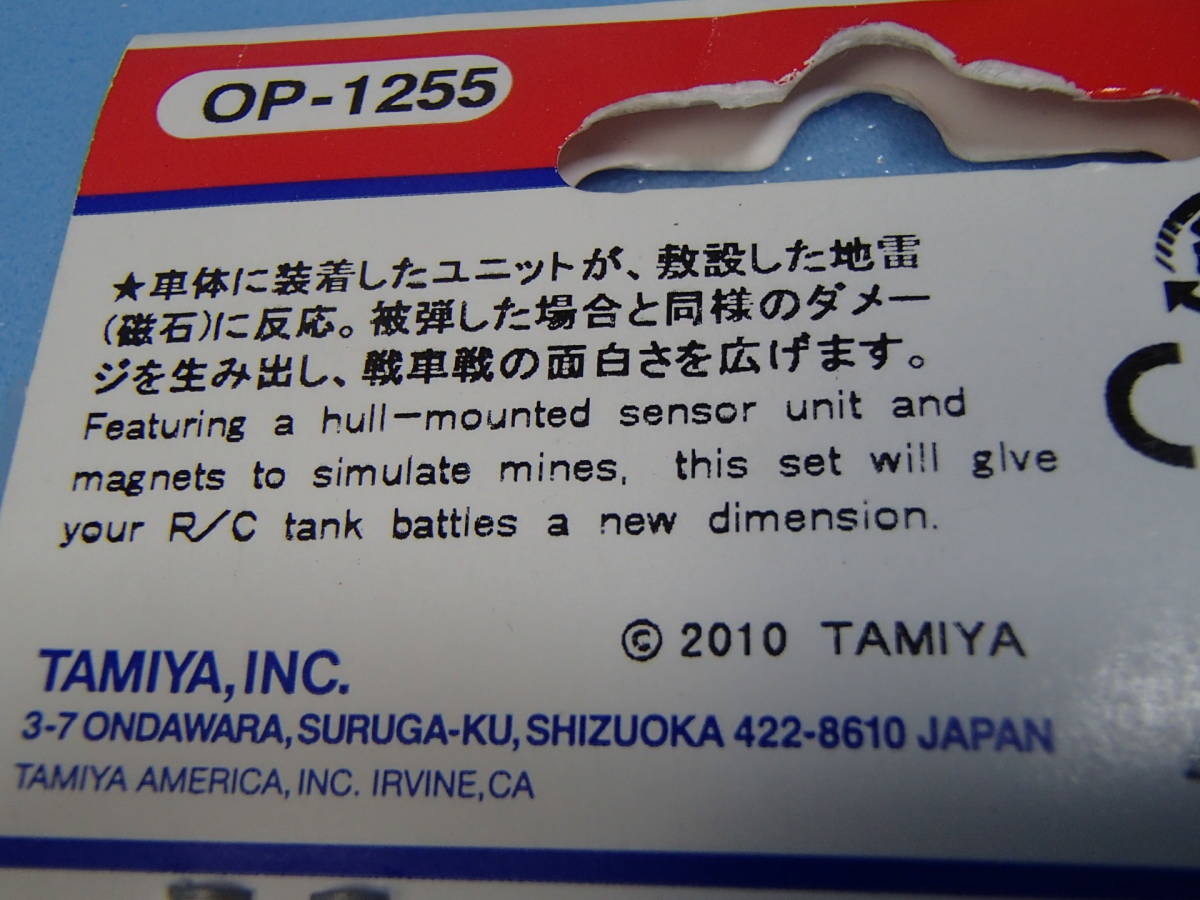 OP-1255
★車体に装着したユニットが、敷設した地雷
(磁石)に反応。被弾した場合と同様のダメー
ジを生み出し、戦車戦の面白さを広げます。
Featuring a hull-mounted sensor unit and
magnets to simulate mines, this set will give
your R/C tank battles a new dimension.
© 2010 TAMIYA
TAMIYA, INC.
3-7 ONDAWARA, SURUGA-KU, SHIZUOKA 422-8610 JAPAN
TAMIYA AMERICA, INC. IRVINE, CA